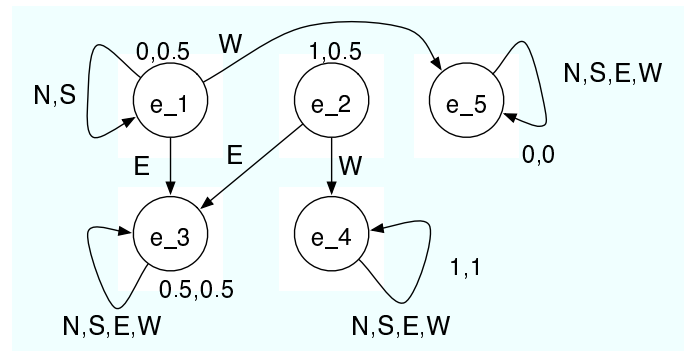 0,0.5
W
1,0.5
N,S
e_1
e_2
e_5
N,S,E,W
E
E
W
0,0
e_3
e_4
0.5,0.5
1,1
N,S,E,W
N,S,E,W